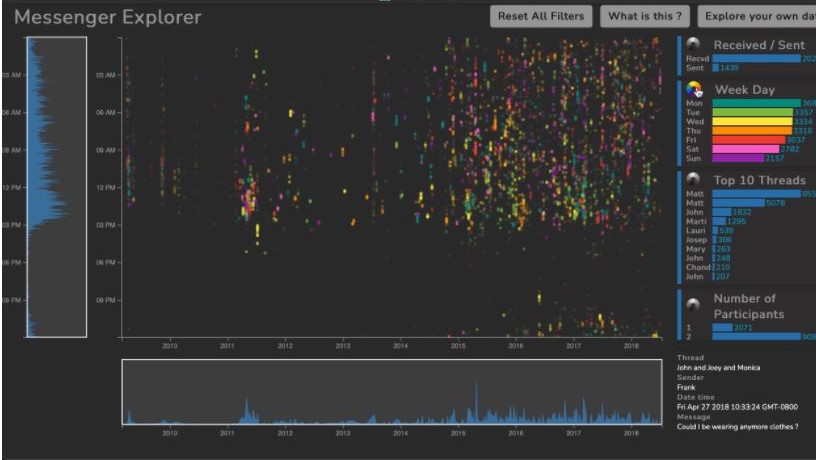 Messenger Explorer
Reset All Filters
What is this ?
Explore your own dat
03 AM
06 AM
09 AM
12 PM
03 PM
06 PM
09 PM
03 AM
06 AM
09 AM
12 PM
03 PM
06 PM
09 PM
2010 2011 2012 2013 2014 2015 2016 2017 2018
2010 2011 2012 2013 2014 2015 2016 2017 2018
Received / Sent
Recvd 202
Sent 1439
Week Day
Mon 368
Tue 3357
Wed 3334
Thu 3316
Fri 3037
Sat 2782
Sun 2157
Top 10 Threads
Matt 855
Matt 5078
John 1832
Marti 1295
Lauri 539
Josep 386
Mary 263
John 248
Chand 210
John 207
Number of
Participants
1 2071
2 905
Thread
John and Joey and Monica
Sender
Frank
Date time
Fri Apr 27 2018 10:33:24 GMT-0800
Message
Could I be wearing anymore clothes ?